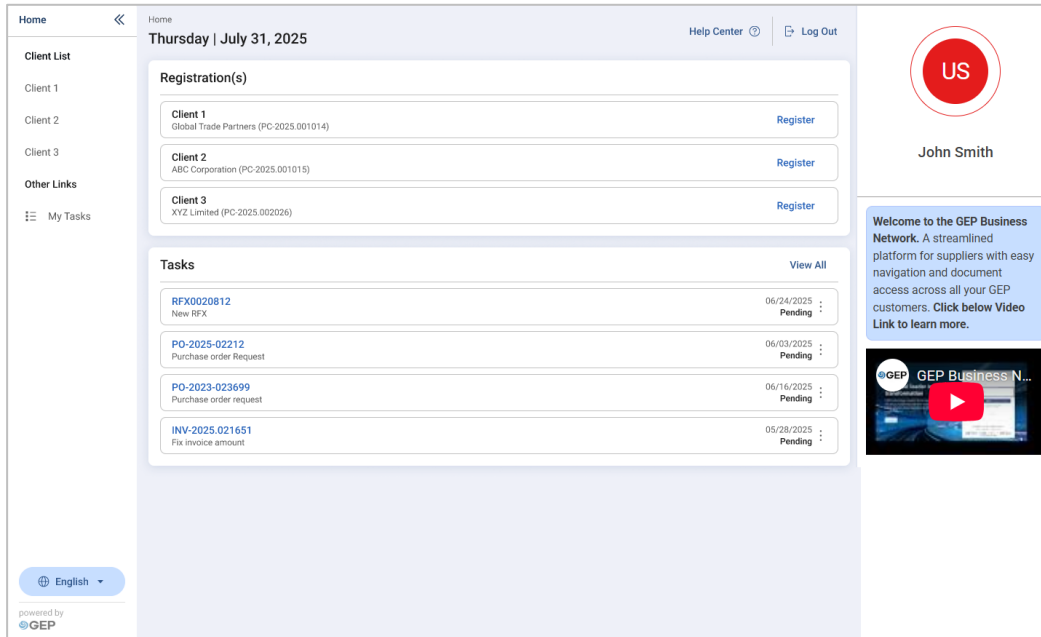 Home
Client List
Client 1
Client 2
Client 3
Other Links
My Tasks
English
powered by
GEP
Home
Thursday | July 31, 2025
Help Center
Log Out
Registration(s)
Client 1
Global Trade Partners (PC-2025.001014)
Register
Client 2
ABC Corporation (PC-2025.001015)
Register
Client 3
XYZ Limited (PC-2025.002026)
Register
Tasks
View All
RFX0020812
New RFX
06/24/2025
Pending
PO-2025-02212
Purchase order Request
06/03/2025
Pending
PO-2023-023699
Purchase order request
06/16/2025
Pending
INV-2025.021651
Fix invoice amount
05/28/2025
Pending
US
John Smith
Welcome to the GEP Business
Network. A streamlined
platform for suppliers with easy
navigation and document
access across all your GEP
customers. Click below Video
Link to learn more.
GEP
GEP Business N...